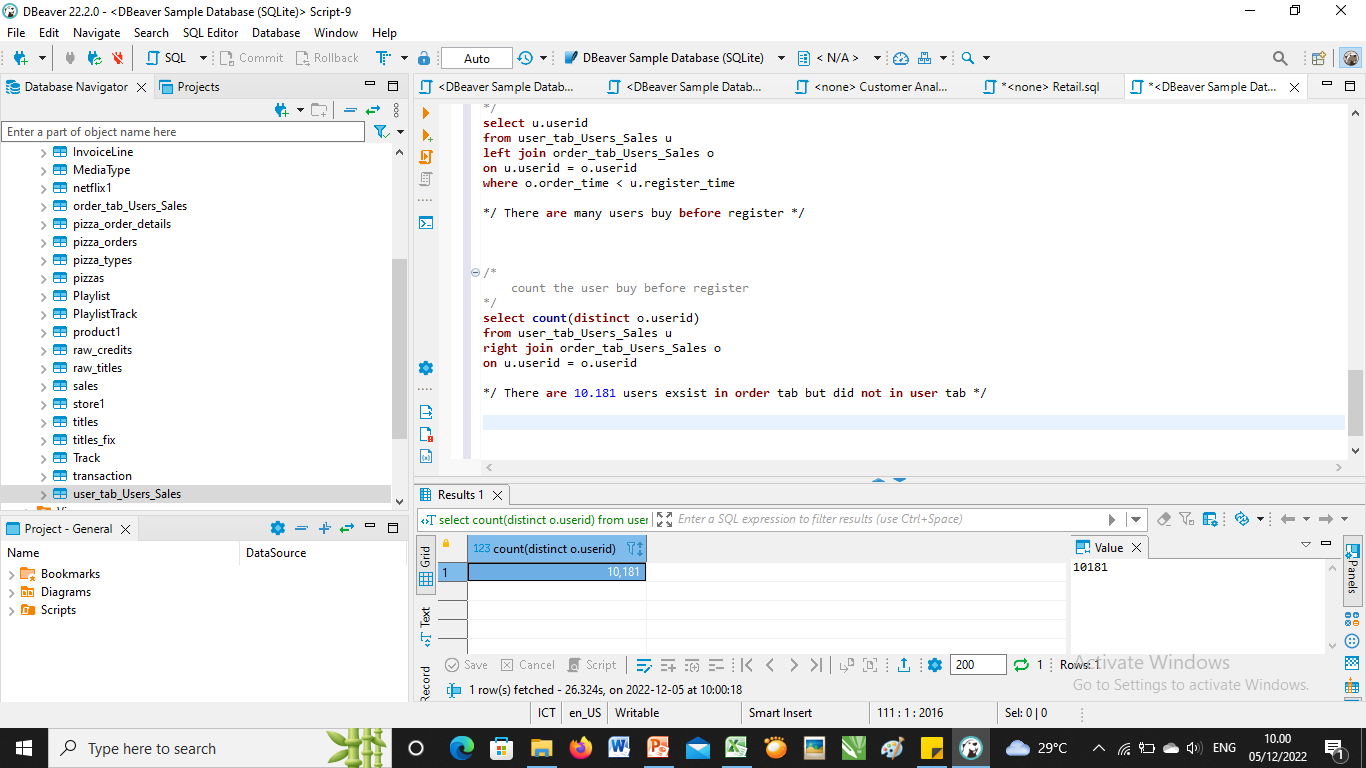 DBeaver 22.2.0 - <DBeaver Sample Database (SQLite)> Script-9
File Edit Navigate Search SQL Editor Database Window Help
SQL Commit Rollback Auto DBeaver Sample Database (SQLite) < N/A >
Database Navigator Projects
<DBeaver Sample Datab... <DBeaver Sample Datab... <none> Customer Anal... *<none> Retail.sql *<DBeaver Sample Dat...
Enter a part of object name here
InvoiceLine
MediaType
netflix1
order_tab_Users_Sales
pizza_order_details
pizza_orders
pizza_types
pizzas
Playlist
PlaylistTrack
product1
raw_credits
raw_titles
sales
store1
titles
titles_fix
Track
transaction
user_tab_Users_Sales
*/
select u.userid
from user_tab_Users_Sales u
left join order_tab_Users_Sales o
on u.userid = o.userid
where o.order_time < u.register_time
*/ There are many users buy before register */
/*
count the user buy before register
*/
select count(distinct o.userid)
from user_tab_Users_Sales u
right join order_tab_Users_Sales o
on u.userid = o.userid
*/ There are 10.181 users exsist in order tab but did not in user tab */
Project - General
Name DataSource
Bookmarks
Diagrams
Scripts
Results 1
select count(distinct o.userid) from user Enter a SQL expression to filter results (use Ctrl+Space)
Grid
Text
Record
123 count(distinct o.userid)
1 10,181
Value
10181
Panels
Save Cancel Script 200 1 Rows: 1
1 row(s) fetched - 26.324s, on 2022-12-05 at 10:00:18
Activate Windows
Go to Settings to activate Windows.
ICT en_US Writable Smart Insert 111 : 1 : 2016 Sel: 0 | 0
Type here to search
29°C ENG 10.00
05/12/2022
1